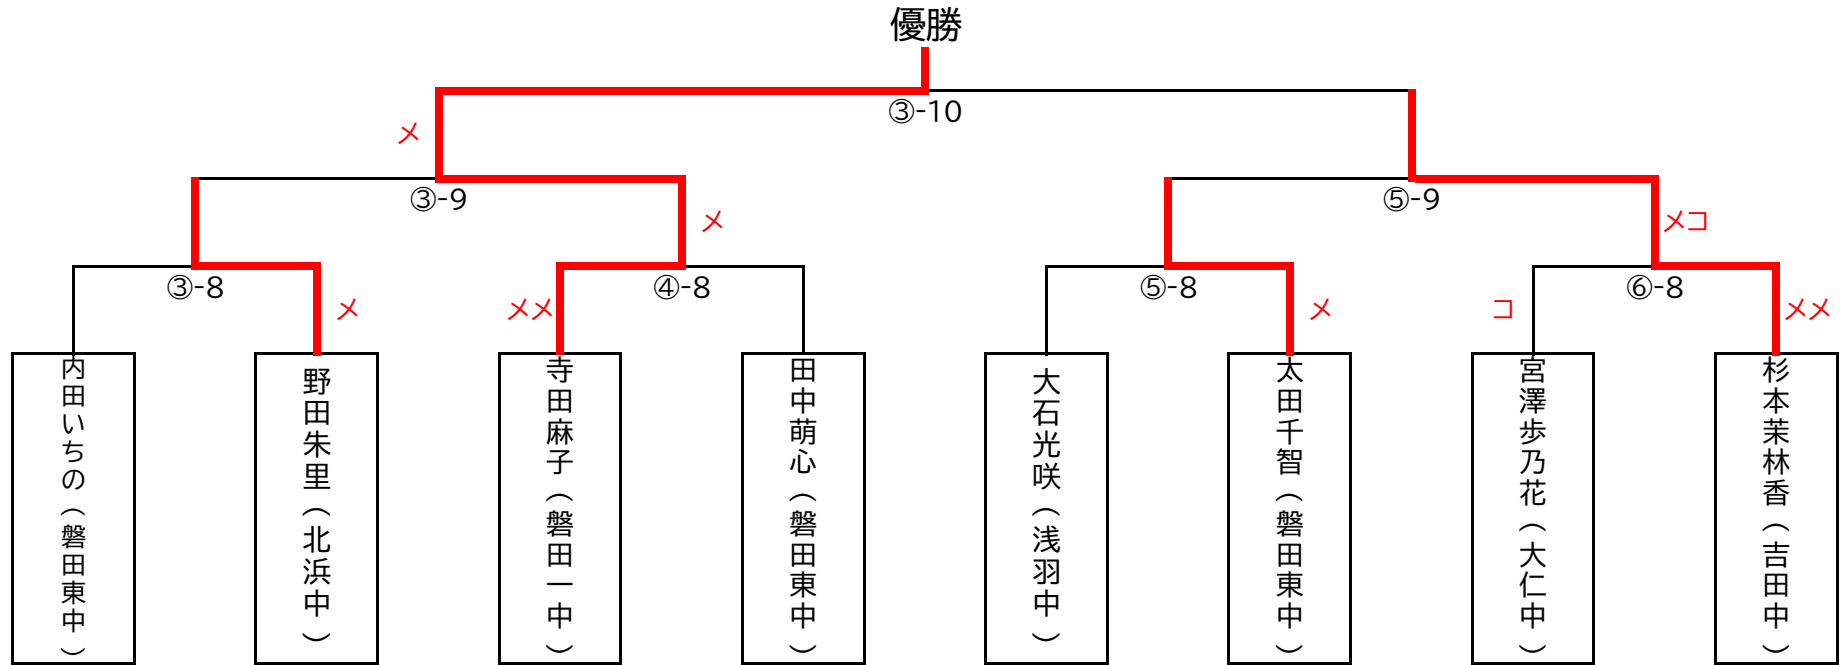 優勝
③-10
メ
③-9
⑤-9
メ
メコ
③-8
④-8
⑤-8
⑥-8
メ
メメ
メ
コ
メメ
内田いちの（磐田東中）
野田朱里（北浜中）
寺田麻子（磐田一中）
田中萌心（磐田東中）
大石光咲（浅羽中）
太田千智（磐田東中）
宮澤歩乃花（大仁中）
杉本茉林香（吉田中）